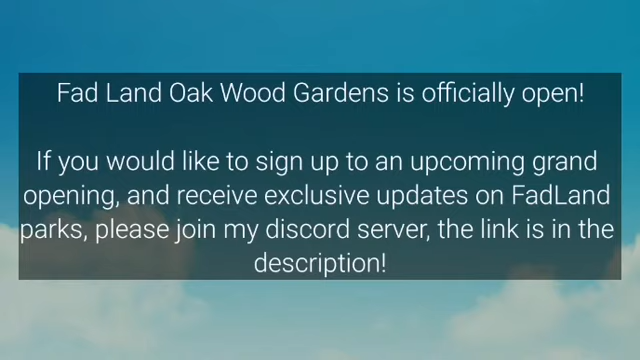 Fad Land Oak Wood Gardens is officially open!
If you would like to sign up to an upcoming grand
opening, and receive exclusive updates on FadLand
parks, please join my discord server, the link is in the
description!